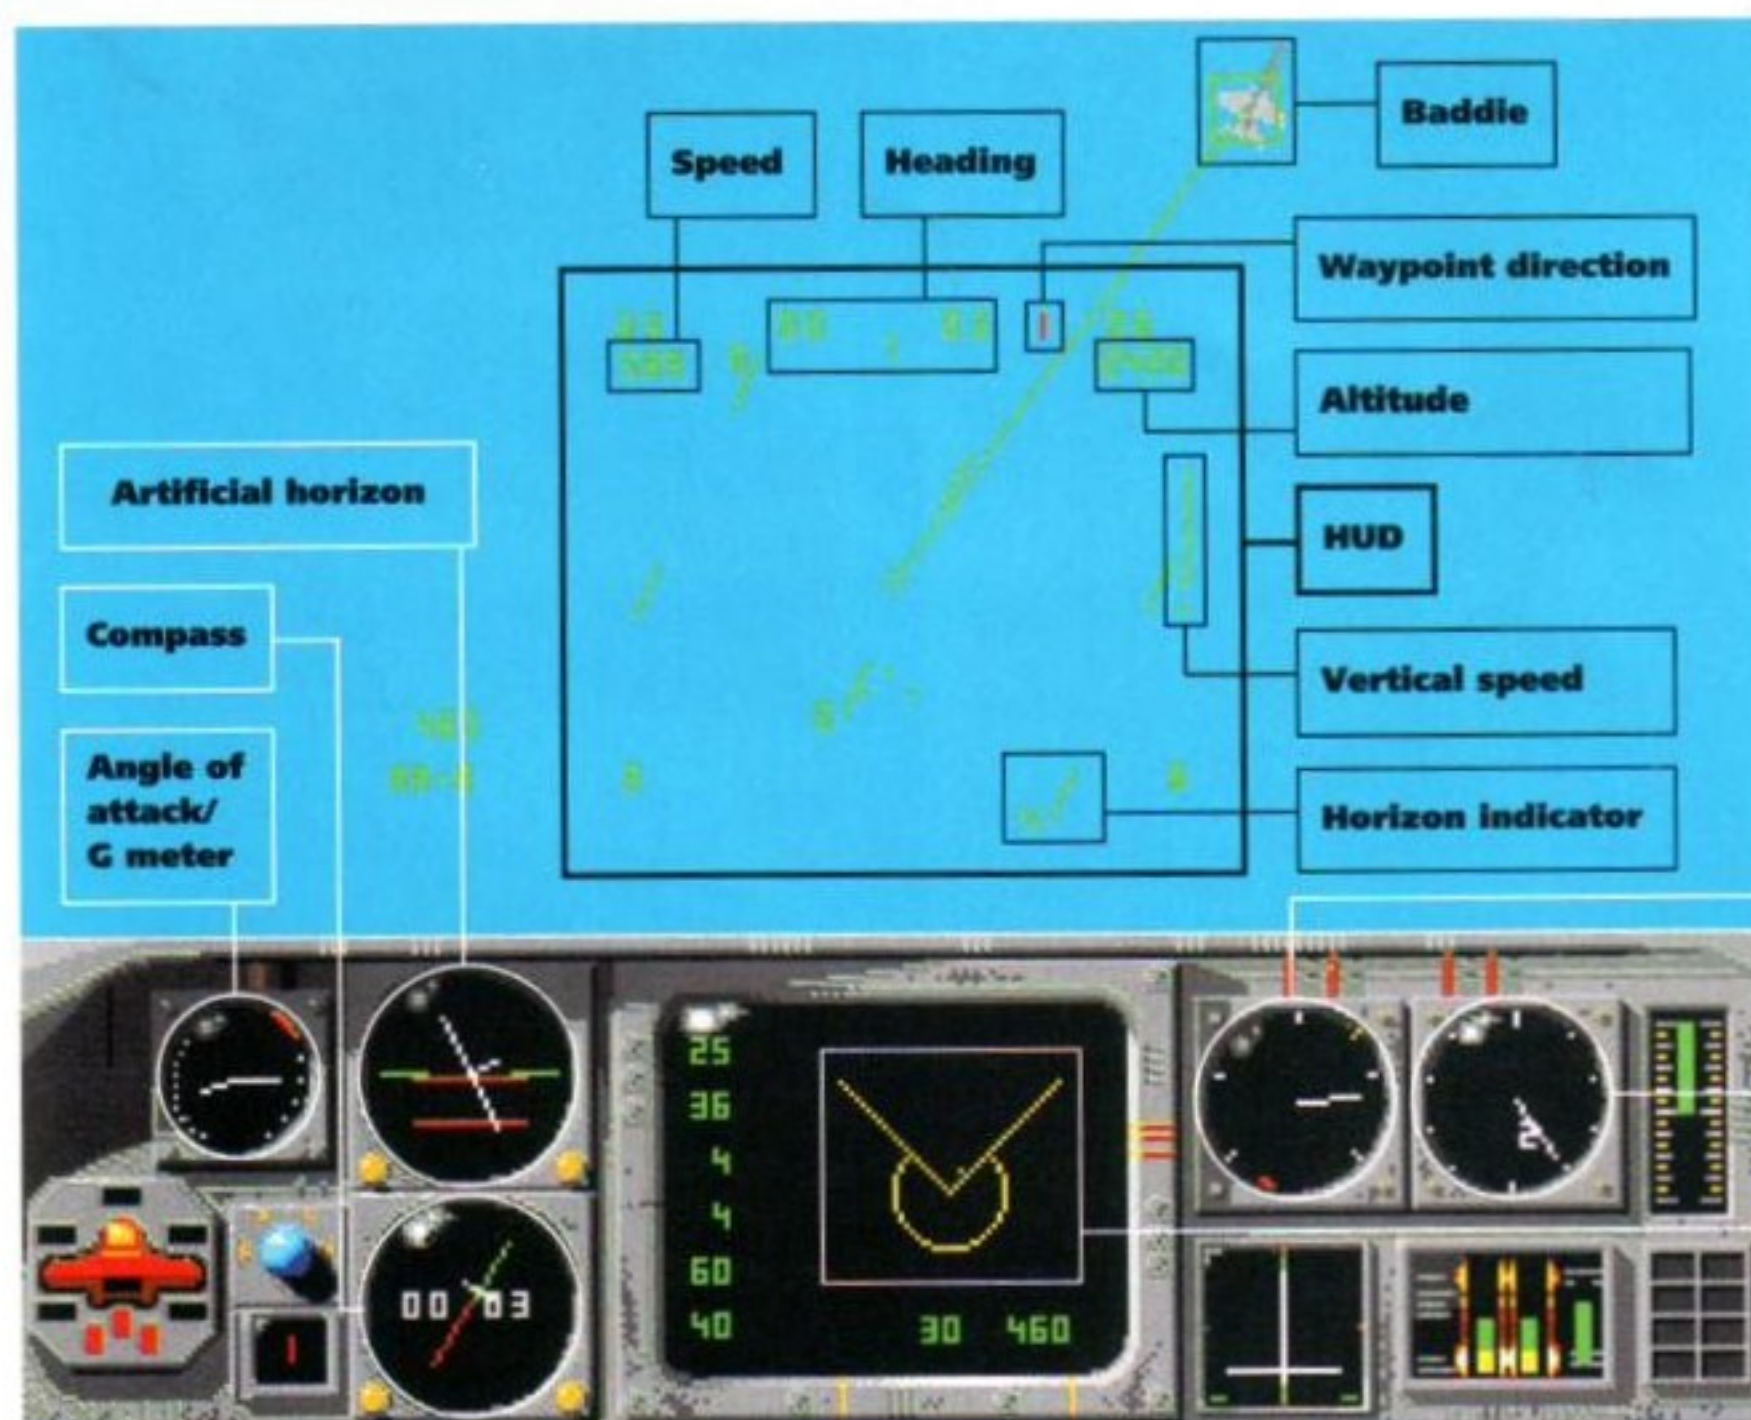 Baddie
Speed
Heading
Waypoint direction
Altitude
Artificial horizon
HUD
Compass
Vertical speed
Angle of
attack/
G meter
Horizon indicator
25
36
4
4
60
40
30 460
00 03
1